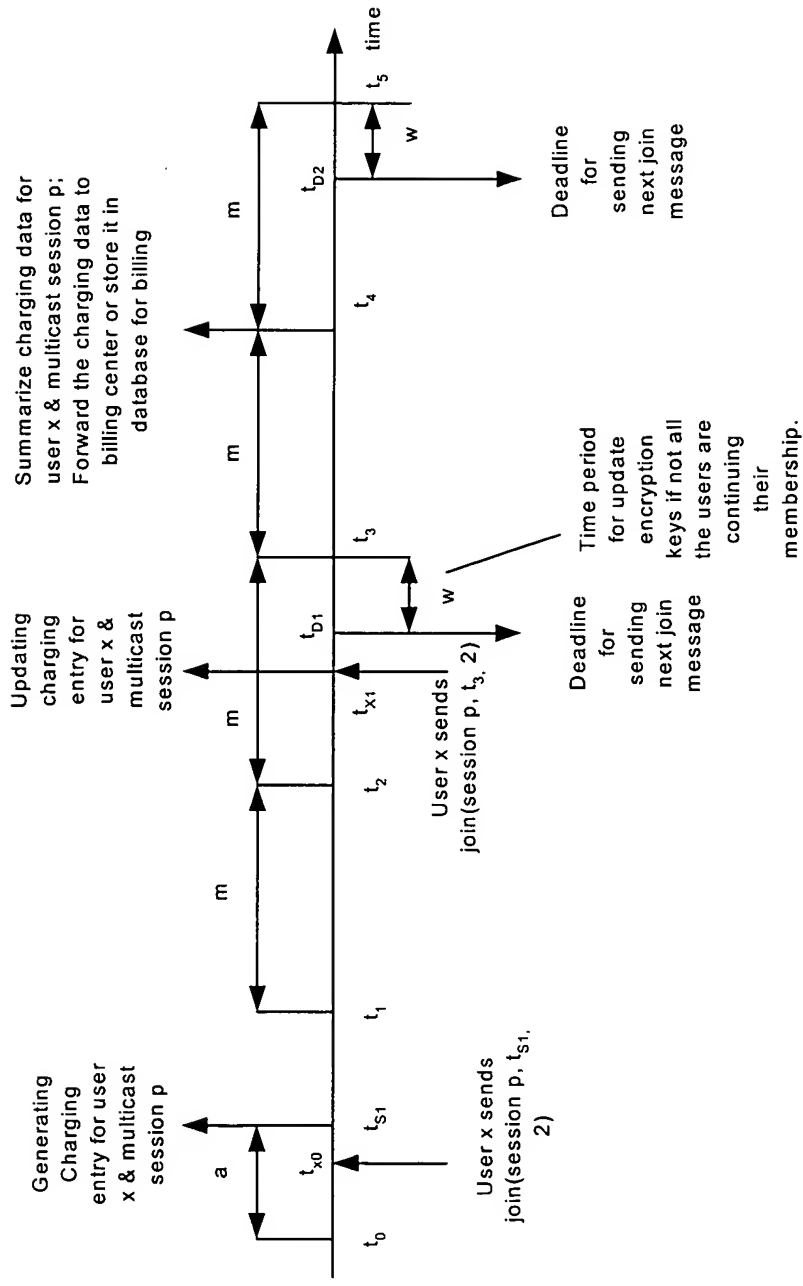 Generating
Charging
entry for user
x & multicast
session p
Updating
charging
entry for
user x &
multicast
session p
Summarize charging data for
user x & multicast session p;
Forward the charging data to
billing center or store it in
database for billing
a
m
m
m
m
t0
tx0
tS1
t1
t2
tX1
tD1
t3
t4
tD2
t5
time
w
w
User x sends
join(session p, tS1,
2)
User x sends
join(session p, t3, 2)
Deadline
for
sending
next join
message
Time period
for update
encryption
keys if not all
the users are
continuing
their
membership.
Deadline
for
sending
next join
message